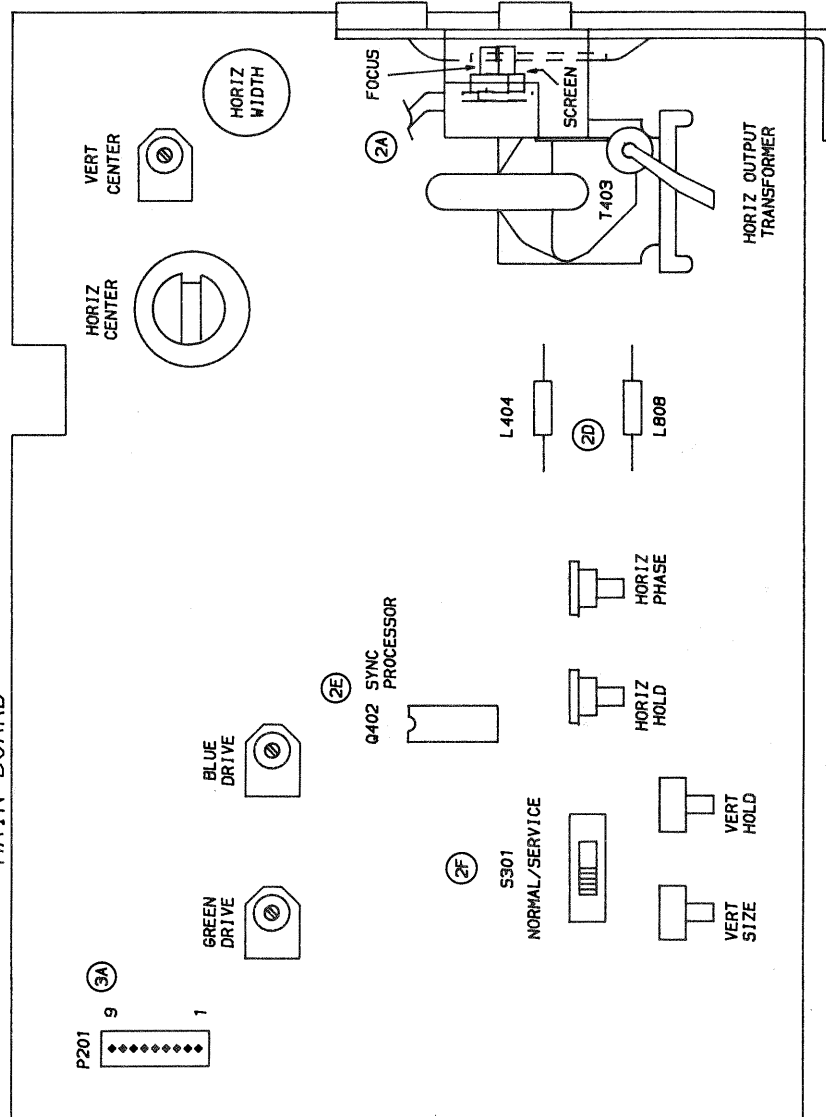 MAIN BOARD
P201
9
1
3A
GREEN
DRIVE
BLUE
DRIVE
HORIZ
CENTER
VERT
CENTER
HORIZ
WIDTH
2F
S301
NORMAL/SERVICE
2E
Q402 SYNC
PROCESSOR
L404
2D
L808
2A
FOCUS
SCREEN
T403
HORIZ OUTPUT
TRANSFORMER
VERT
SIZE
VERT
HOLD
HORIZ
HOLD
HORIZ
PHASE